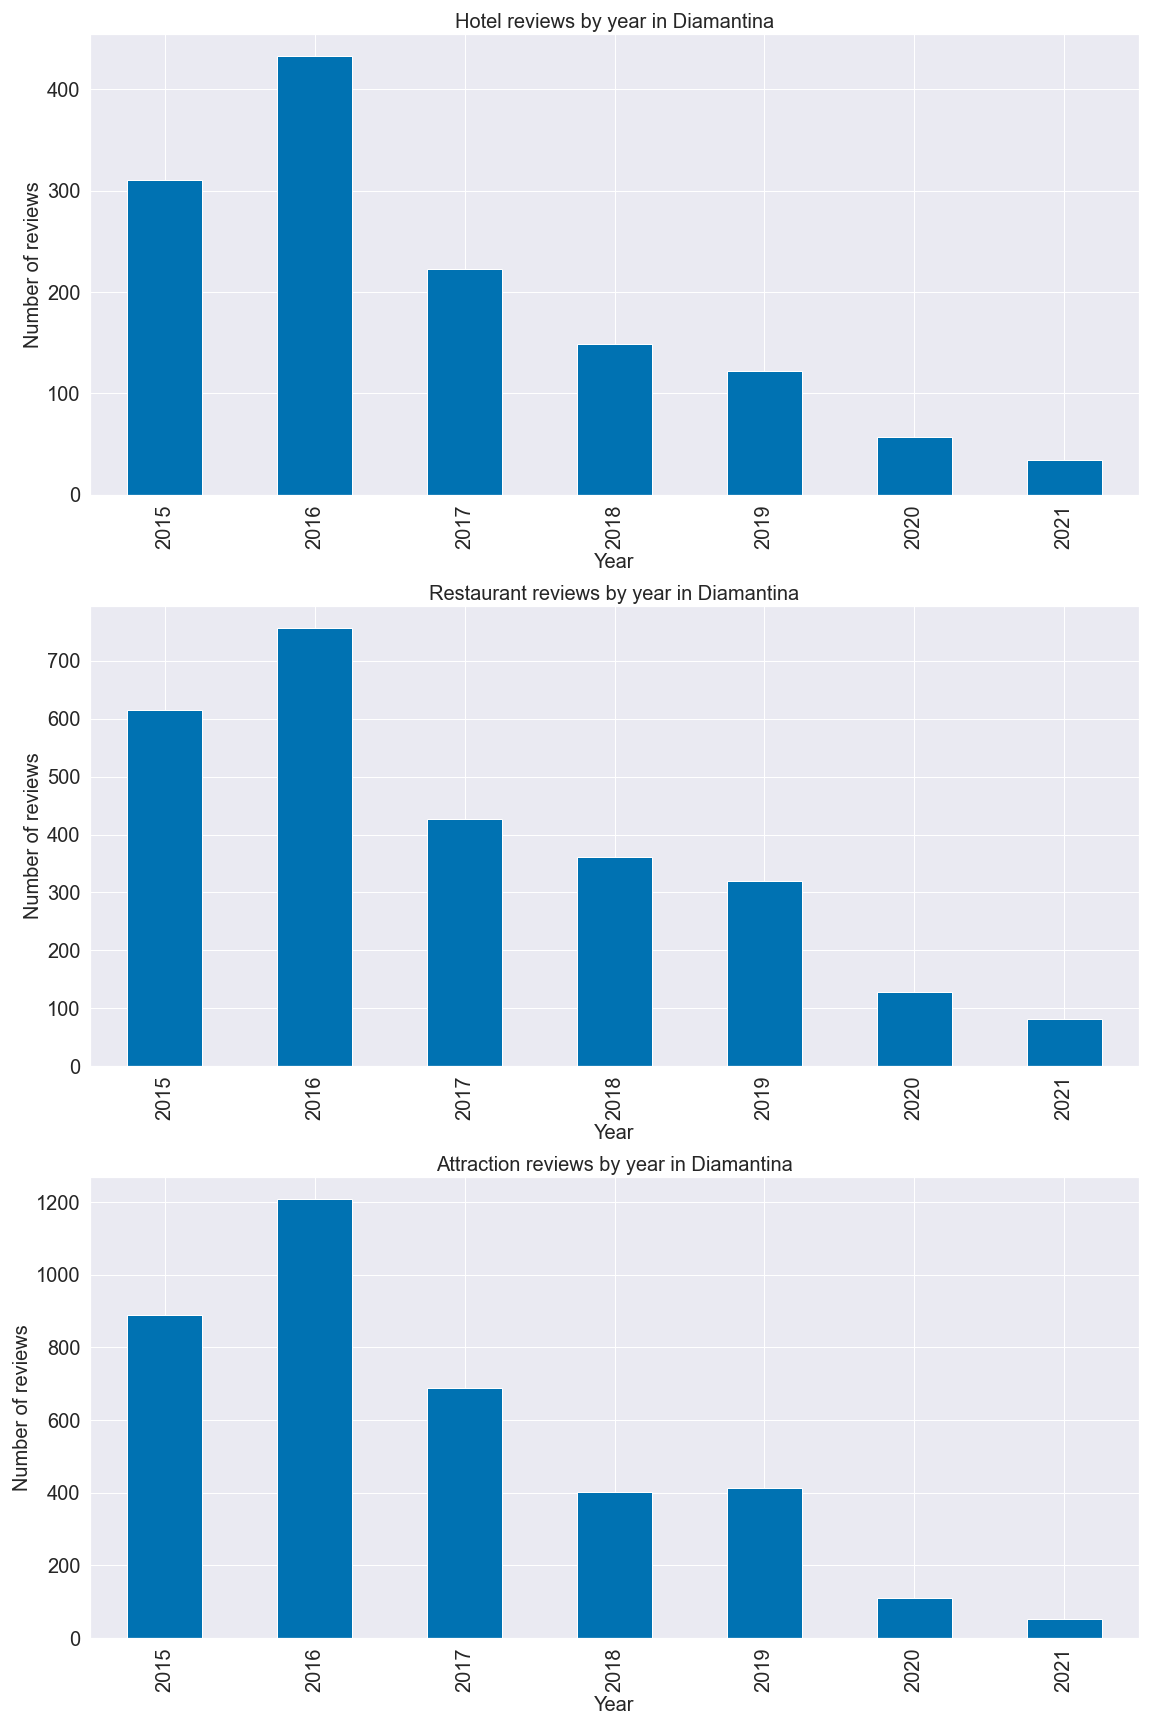 Hotel reviews by year in Diamantina
Number of reviews
400
300
200
100
0
2015 2016 2017 2018 2019 2020 2021
Year
Restaurant reviews by year in Diamantina
Number of reviews
700
600
500
400
300
200
100
0
2015 2016 2017 2018 2019 2020 2021
Year
Attraction reviews by year in Diamantina
Number of reviews
1200
1000
800
600
400
200
0
2015 2016 2017 2018 2019 2020 2021
Year